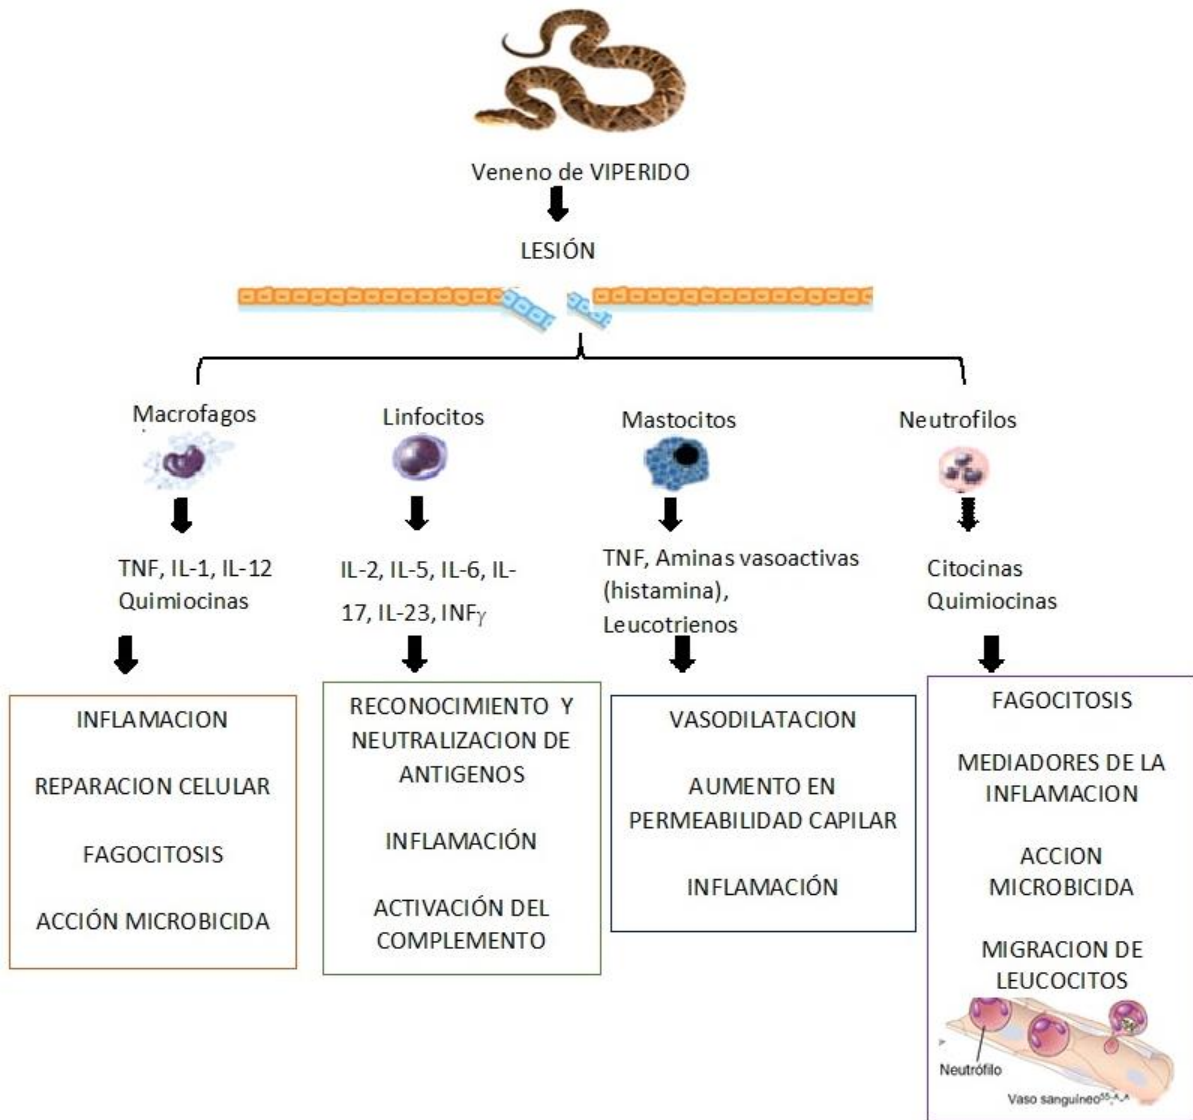 Veneno de VIPERIDO
LESIÓN
Macrofagos
Linfocitos
Mastocitos
Neutrofilos
TNF, IL-1, IL-12
Quimiocinas
IL-2, IL-5, IL-6, IL-
17, IL-23, INFγ
TNF, Aminas vasoactivas
(histamina),
Leucotrienos
Citocinas
Quimiocinas
INFLAMACION
REPARACION CELULAR
FAGOCITOSIS
ACCIÓN MICROBICIDA
RECONOCIMIENTO Y
NEUTRALIZACION DE
ANTIGENOS
INFLAMACIÓN
ACTIVACIÓN DEL
COMPLEMENTO
VASODILATACION
AUMENTO EN
PERMEABILIDAD CAPILAR
INFLAMACIÓN
FAGOCITOSIS
MEDIADORES DE LA
INFLAMACION
ACCION
MICROBICIDA
MIGRACION DE
LEUCOCITOS
Neutrófilo
Vaso sanguíneo